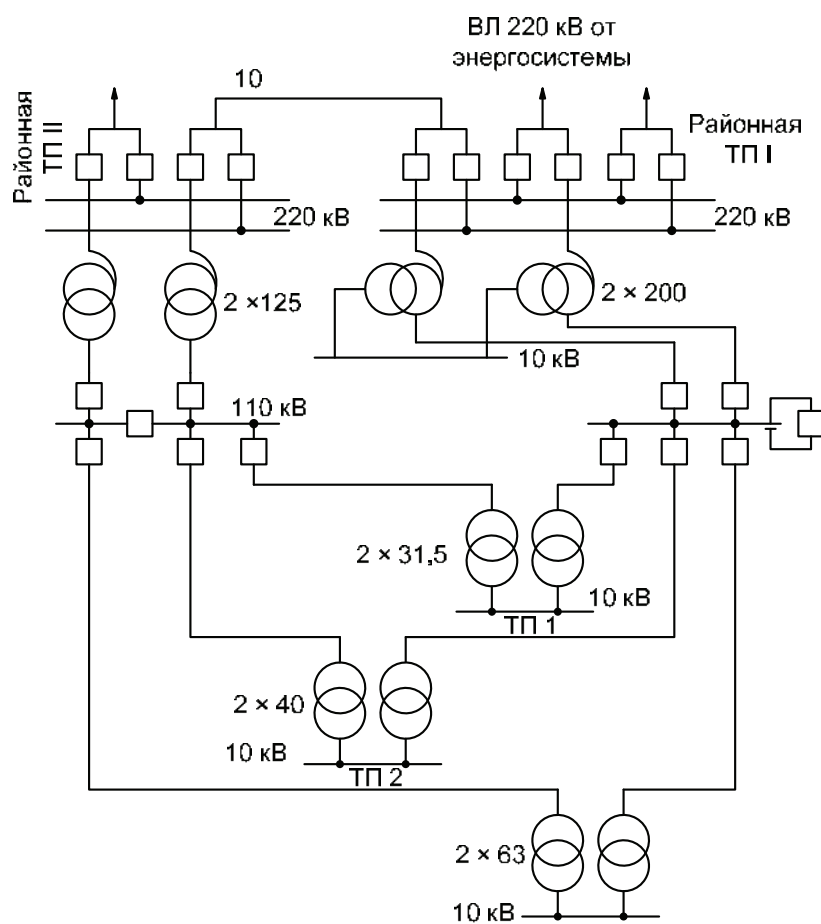 ВЛ 220 кВ от
энергосистемы
10
Районная
ТП II
Районная
ТП I
220 кВ
220 кВ
2 ×125
2 × 200
10 кВ
110 кВ
2 × 31,5
10 кВ
ТП 1
2 × 40
10 кВ
ТП 2
2 × 63
10 кВ